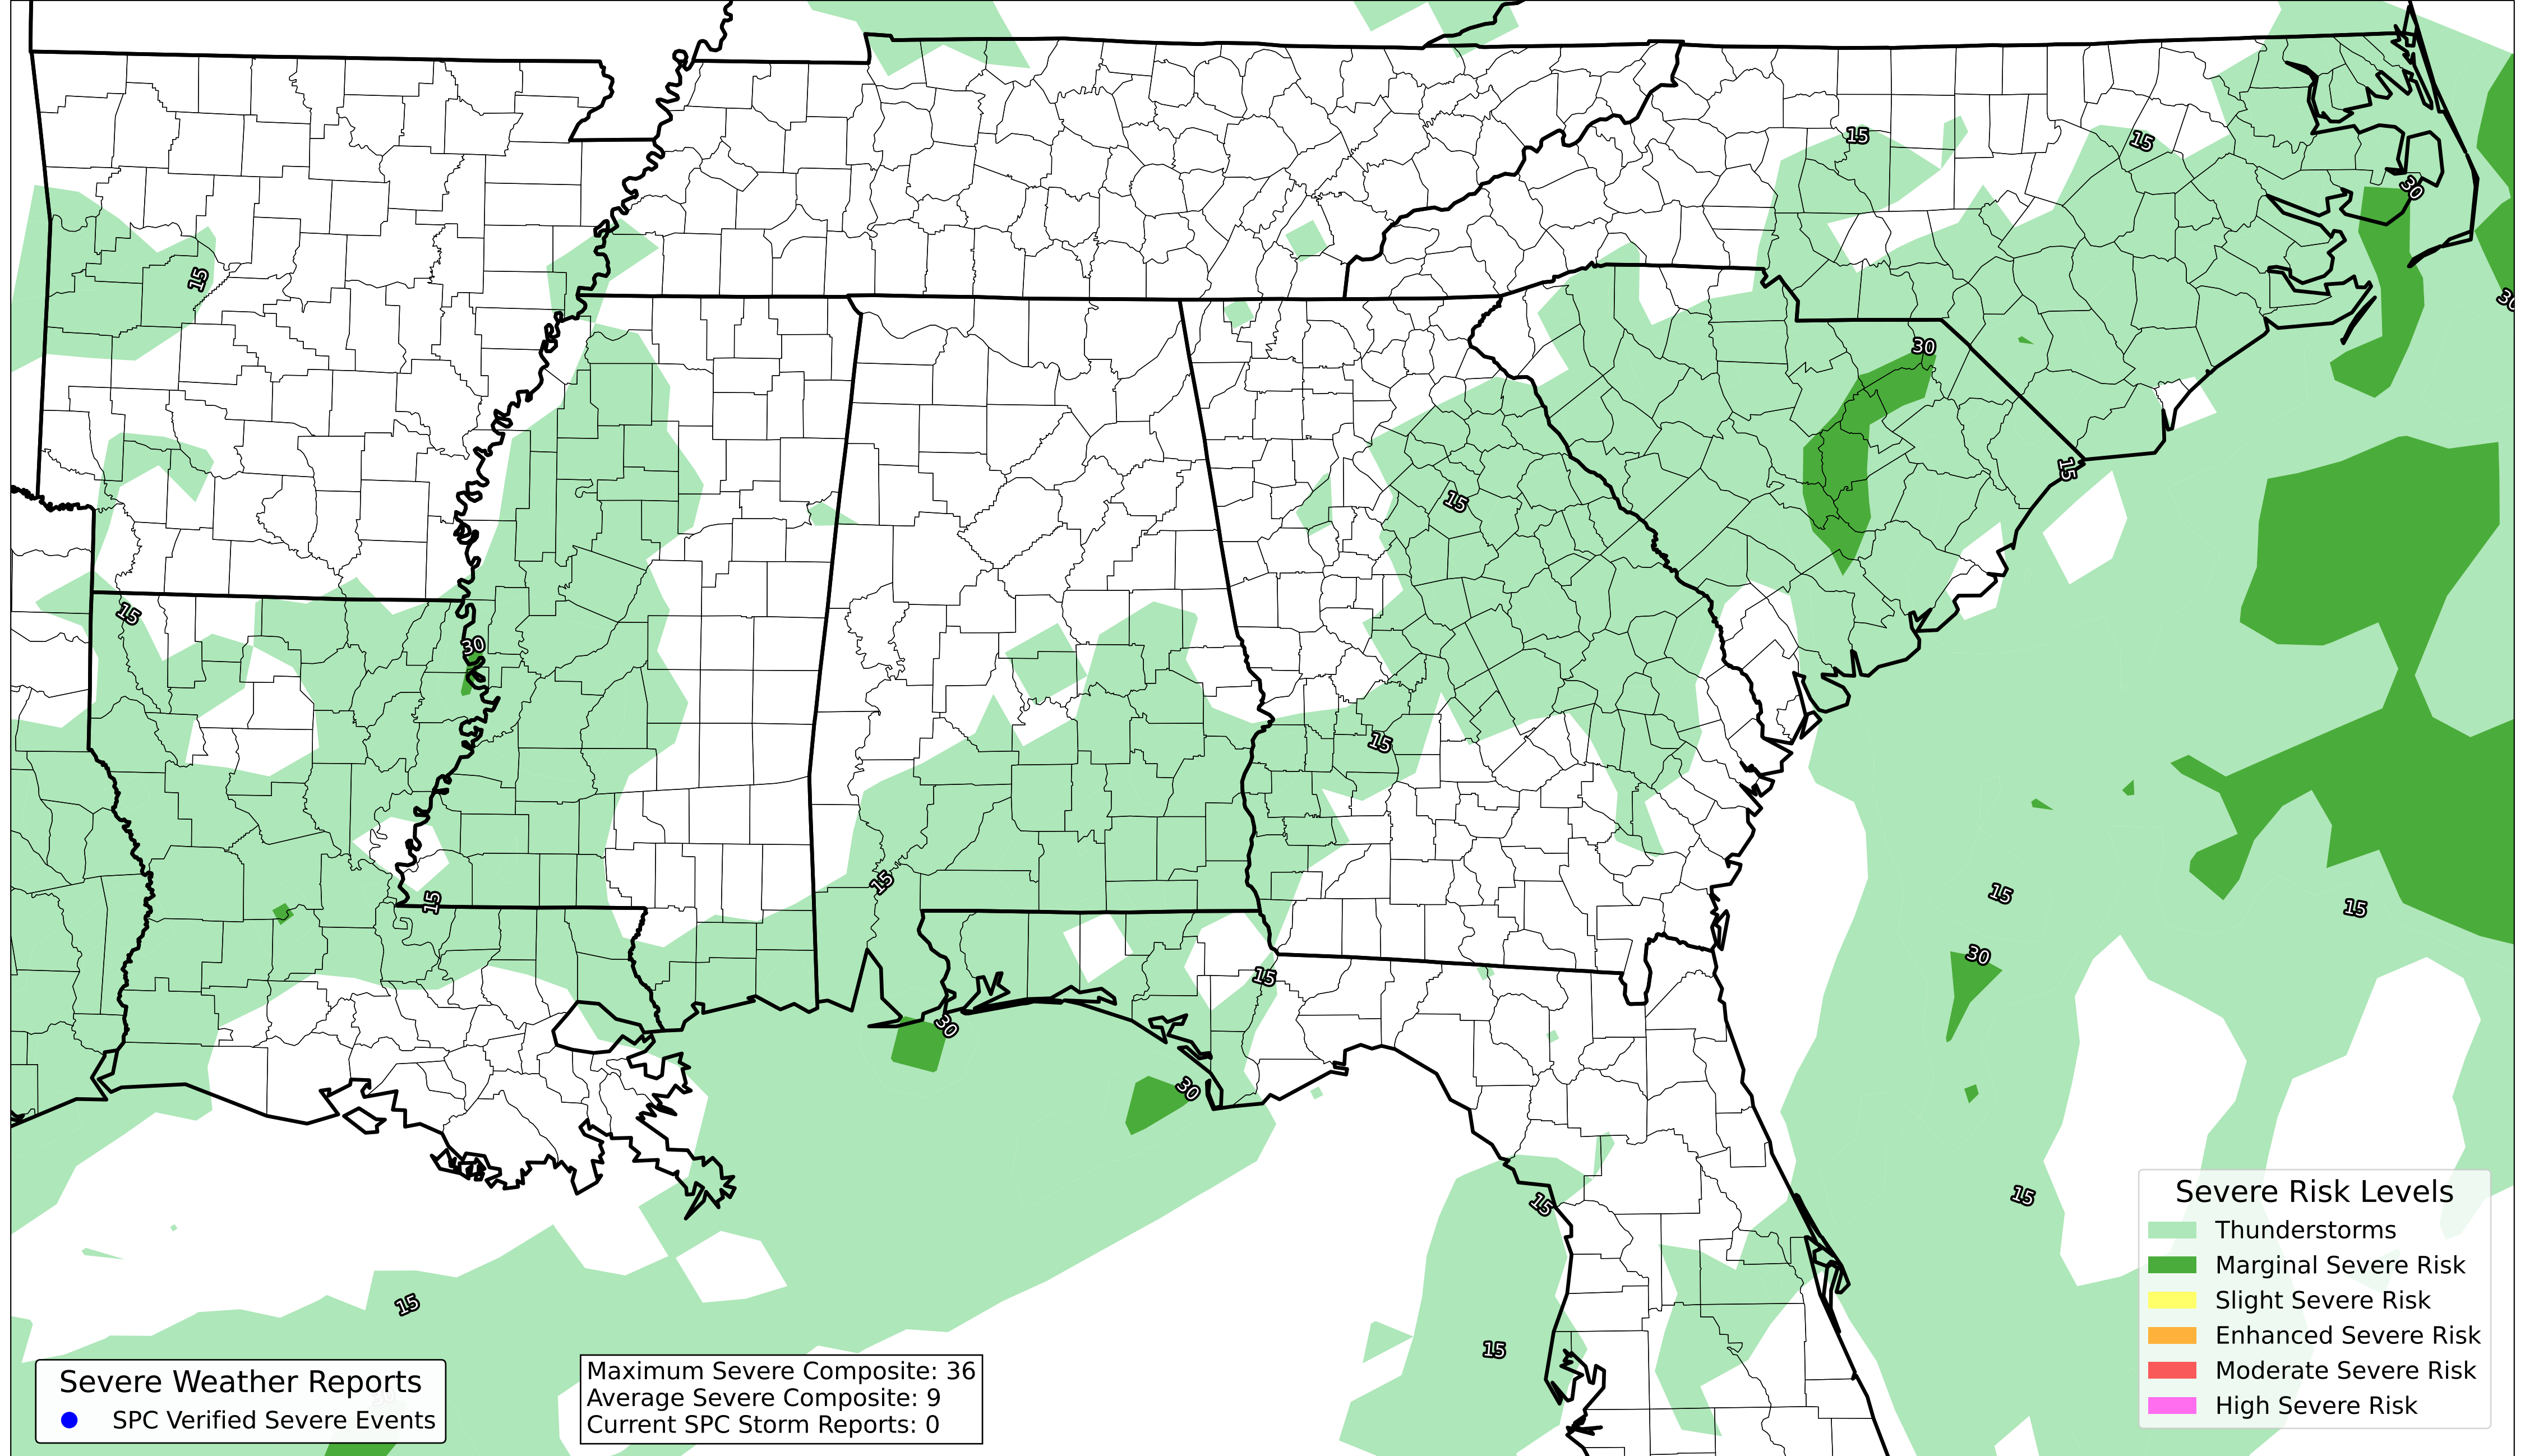 15
15
30
15
30
30
15
15
15
30
15
15
15
15
15
15
30
15
30
30
15
15
15
15
Severe Risk Levels
Thunderstorms
Marginal Severe Risk
Slight Severe Risk
Enhanced Severe Risk
Moderate Severe Risk
High Severe Risk
Severe Weather Reports
SPC Verified Severe Events
Maximum Severe Composite: 36
Average Severe Composite: 9
Current SPC Storm Reports: 0